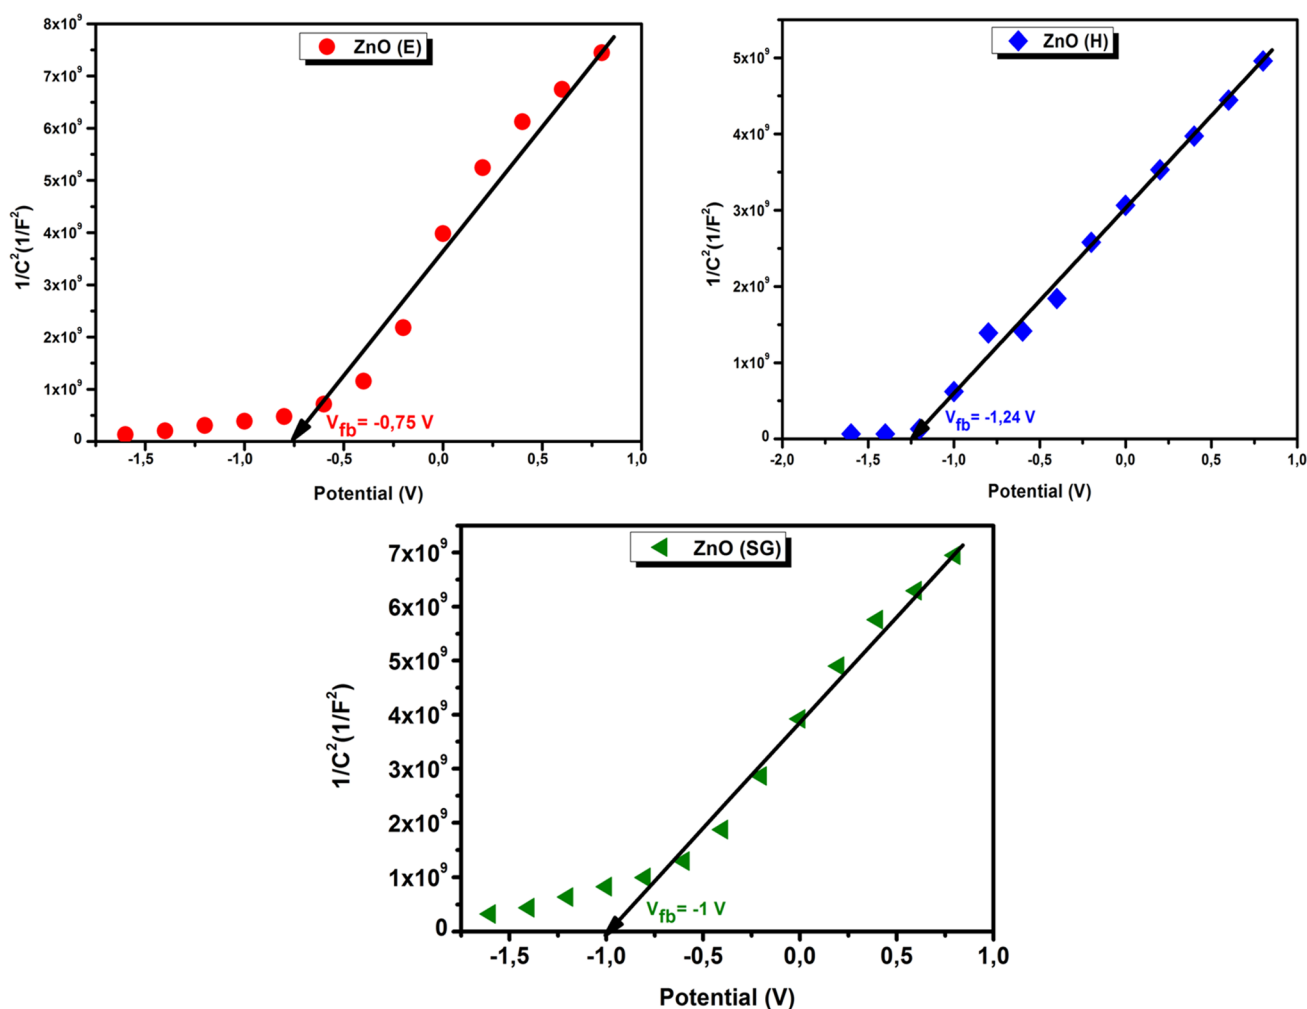 ZnO (E)
8x10⁹
7x10⁹
6x10⁹
5x10⁹
4x10⁹
3x10⁹
2x10⁹
1x10⁹
0
1/C²(1/F²)
Vfb= -0,75 V
-1,5 -1,0 -0,5 0,0 0,5 1,0
Potential (V)
ZnO (H)
5x10⁹
4x10⁹
3x10⁹
2x10⁹
1x10⁹
0
1/C²(1/F²)
Vfb= -1,24 V
-2,0 -1,5 -1,0 -0,5 0,0 0,5 1,0
Potential (V)
ZnO (SG)
7x10⁹
6x10⁹
5x10⁹
4x10⁹
3x10⁹
2x10⁹
1x10⁹
0
1/C²(1/F²)
Vfb= -1 V
-1,5 -1,0 -0,5 0,0 0,5 1,0
Potential (V)